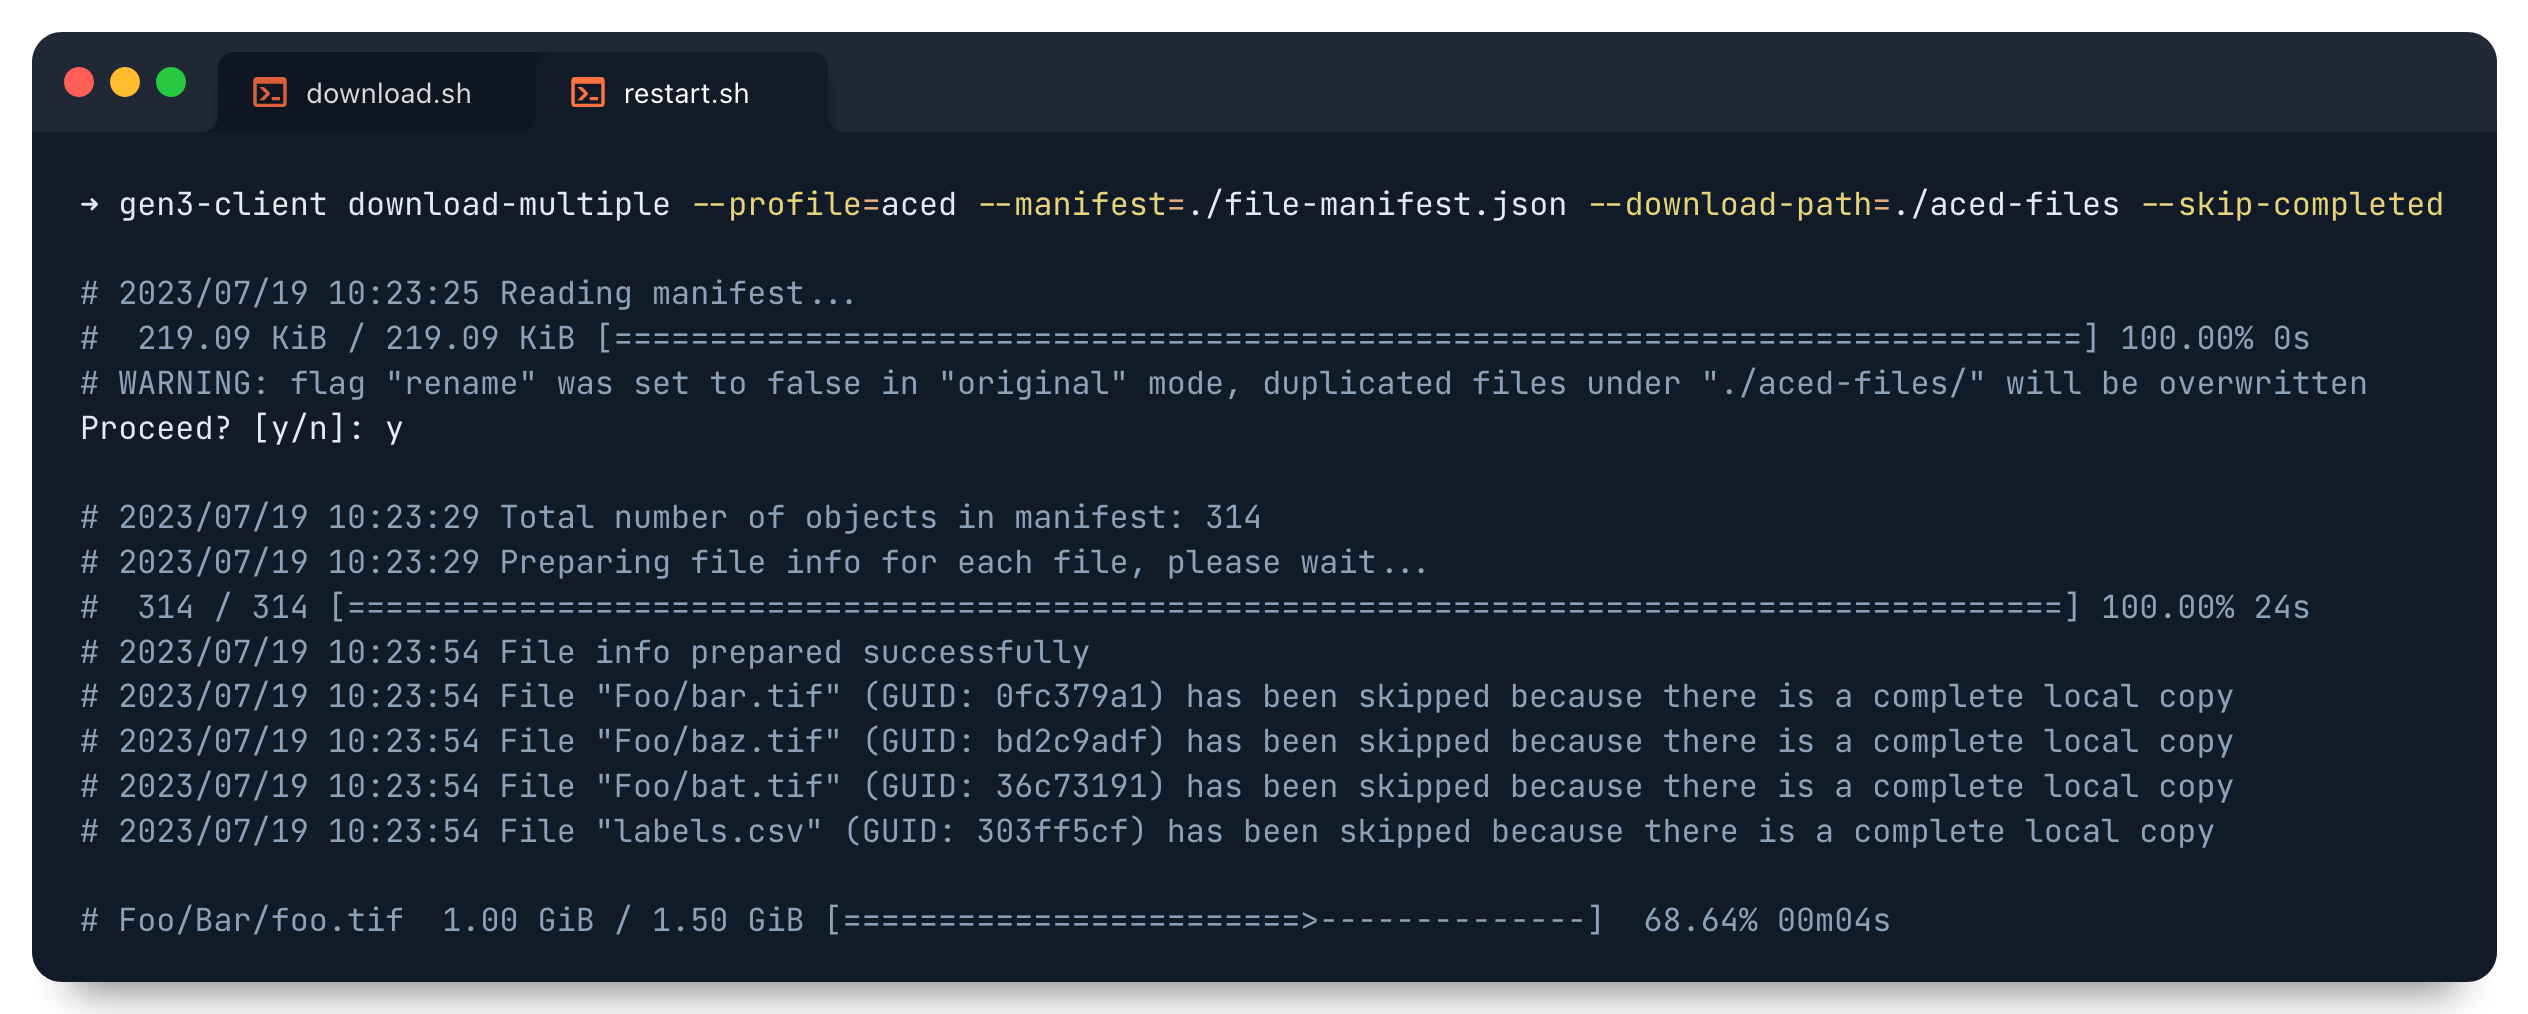 download.sh
restart.sh
→ gen3-client download-multiple --profile=aced --manifest=./file-manifest.json --download-path=./aced-files --skip-completed
# 2023/07/19 10:23:25 Reading manifest...
#  219.09 KiB / 219.09 KiB [=============================================================================] 100.00% 0s
# WARNING: flag "rename" was set to false in "original" mode, duplicated files under "./aced-files/" will be overwritten
Proceed? [y/n]: y
# 2023/07/19 10:23:29 Total number of objects in manifest: 314
# 2023/07/19 10:23:29 Preparing file info for each file, please wait...
#  314 / 314 [==========================================================================================] 100.00% 24s
# 2023/07/19 10:23:54 File info prepared successfully
# 2023/07/19 10:23:54 File "Foo/bar.tif" (GUID: 0fc379a1) has been skipped because there is a complete local copy
# 2023/07/19 10:23:54 File "Foo/baz.tif" (GUID: bd2c9adf) has been skipped because there is a complete local copy
# 2023/07/19 10:23:54 File "Foo/bat.tif" (GUID: 36c73191) has been skipped because there is a complete local copy
# 2023/07/19 10:23:54 File "labels.csv" (GUID: 303ff5cf) has been skipped because there is a complete local copy
# Foo/Bar/foo.tif  1.00 GiB / 1.50 GiB [========================>--------------]  68.64% 00m04s